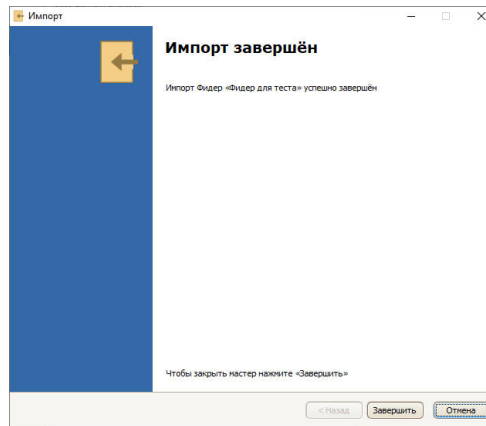 Импорт
Импорт завершён
Импорт Фидер «Фидер для теста» успешно завершён
Чтобы закрыть мастер нажмите «Завершить»
< Назад
Завершить
Отмена